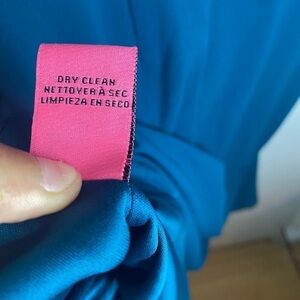 DRY CLEAN
NETTOYER À SEC
LIMPIEZA EN SECO